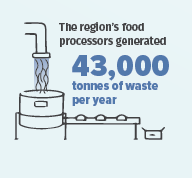 The region's food
processors generated
43,000
tonnes of waste
per year